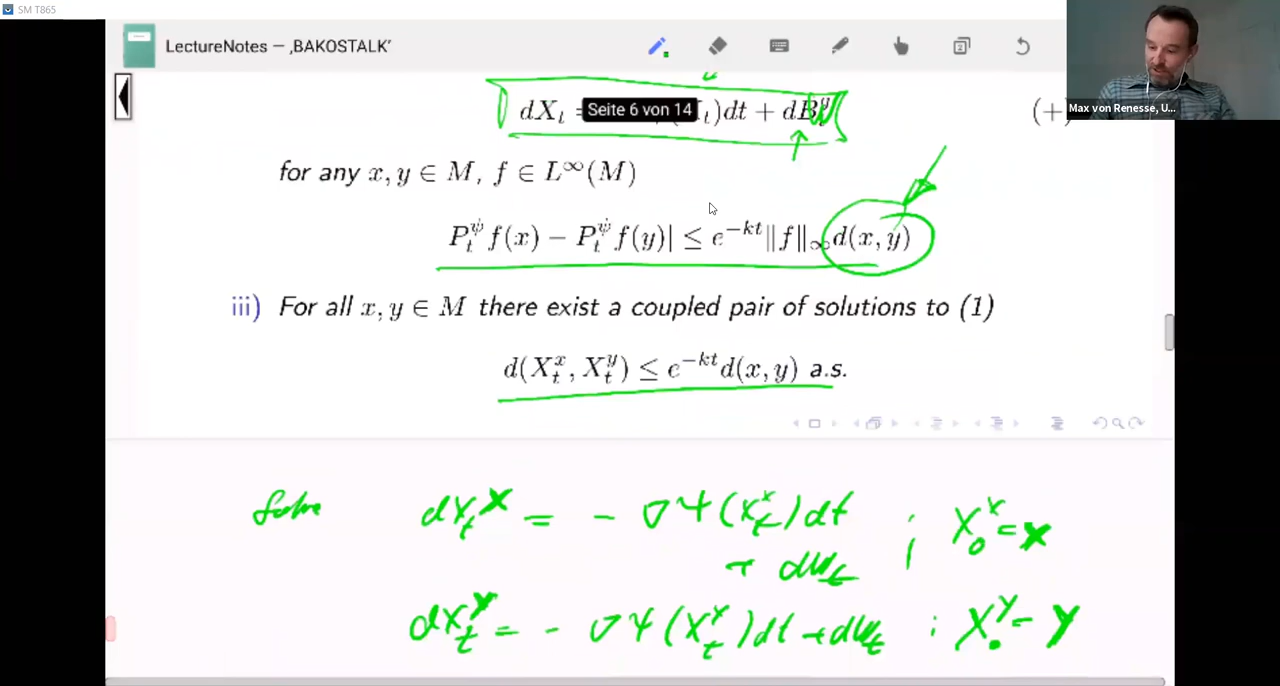 SM T865
LectureNotes – ‚BAKOSTALK'
Max von Renesse, U...
dX_t = Seite 6 von 14 X_t)dt + dB (+)
for any x, y ∈ M, f ∈ L^∞(M)
P_t^ψ f(x) − P_t^ψ f(y)| ≤ e^{−kt}‖f‖_∞ d(x, y)
iii) For all x, y ∈ M there exist a coupled pair of solutions to (1)
d(X_t^x, X_t^y) ≤ e^{−kt}d(x, y) a.s.
Solve dX_t^x = − ∇Ψ(X_t^x)dt ; X_0^x = x
+ dW_t
dX_t^y = − ∇Ψ(X_t^y)dt + dW_t ; X_0^y = y